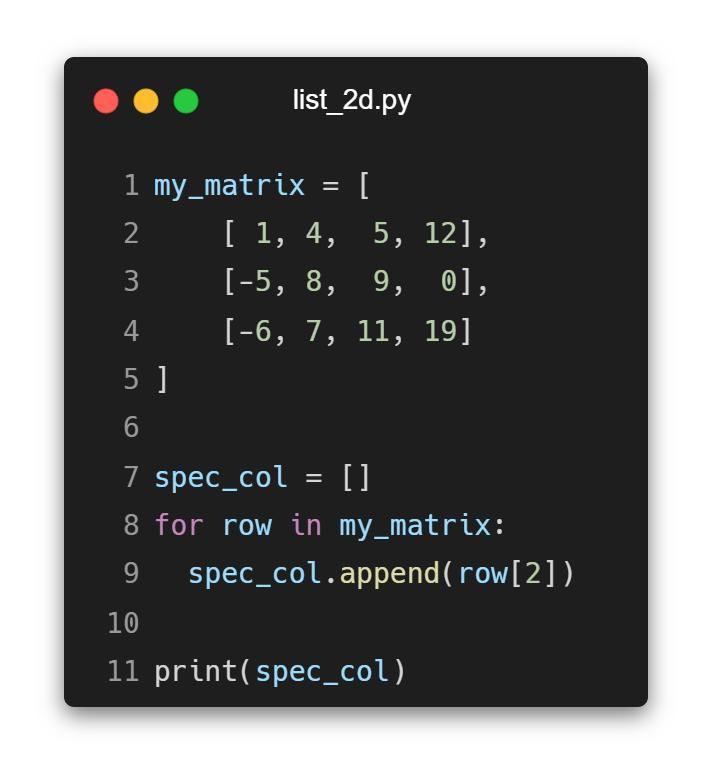 list_2d.py
1 my_matrix = [
2     [ 1, 4,  5, 12],
3     [-5, 8,  9,  0],
4     [-6, 7, 11, 19]
5 ]
6
7 spec_col = []
8 for row in my_matrix:
9   spec_col.append(row[2])
10
11 print(spec_col)